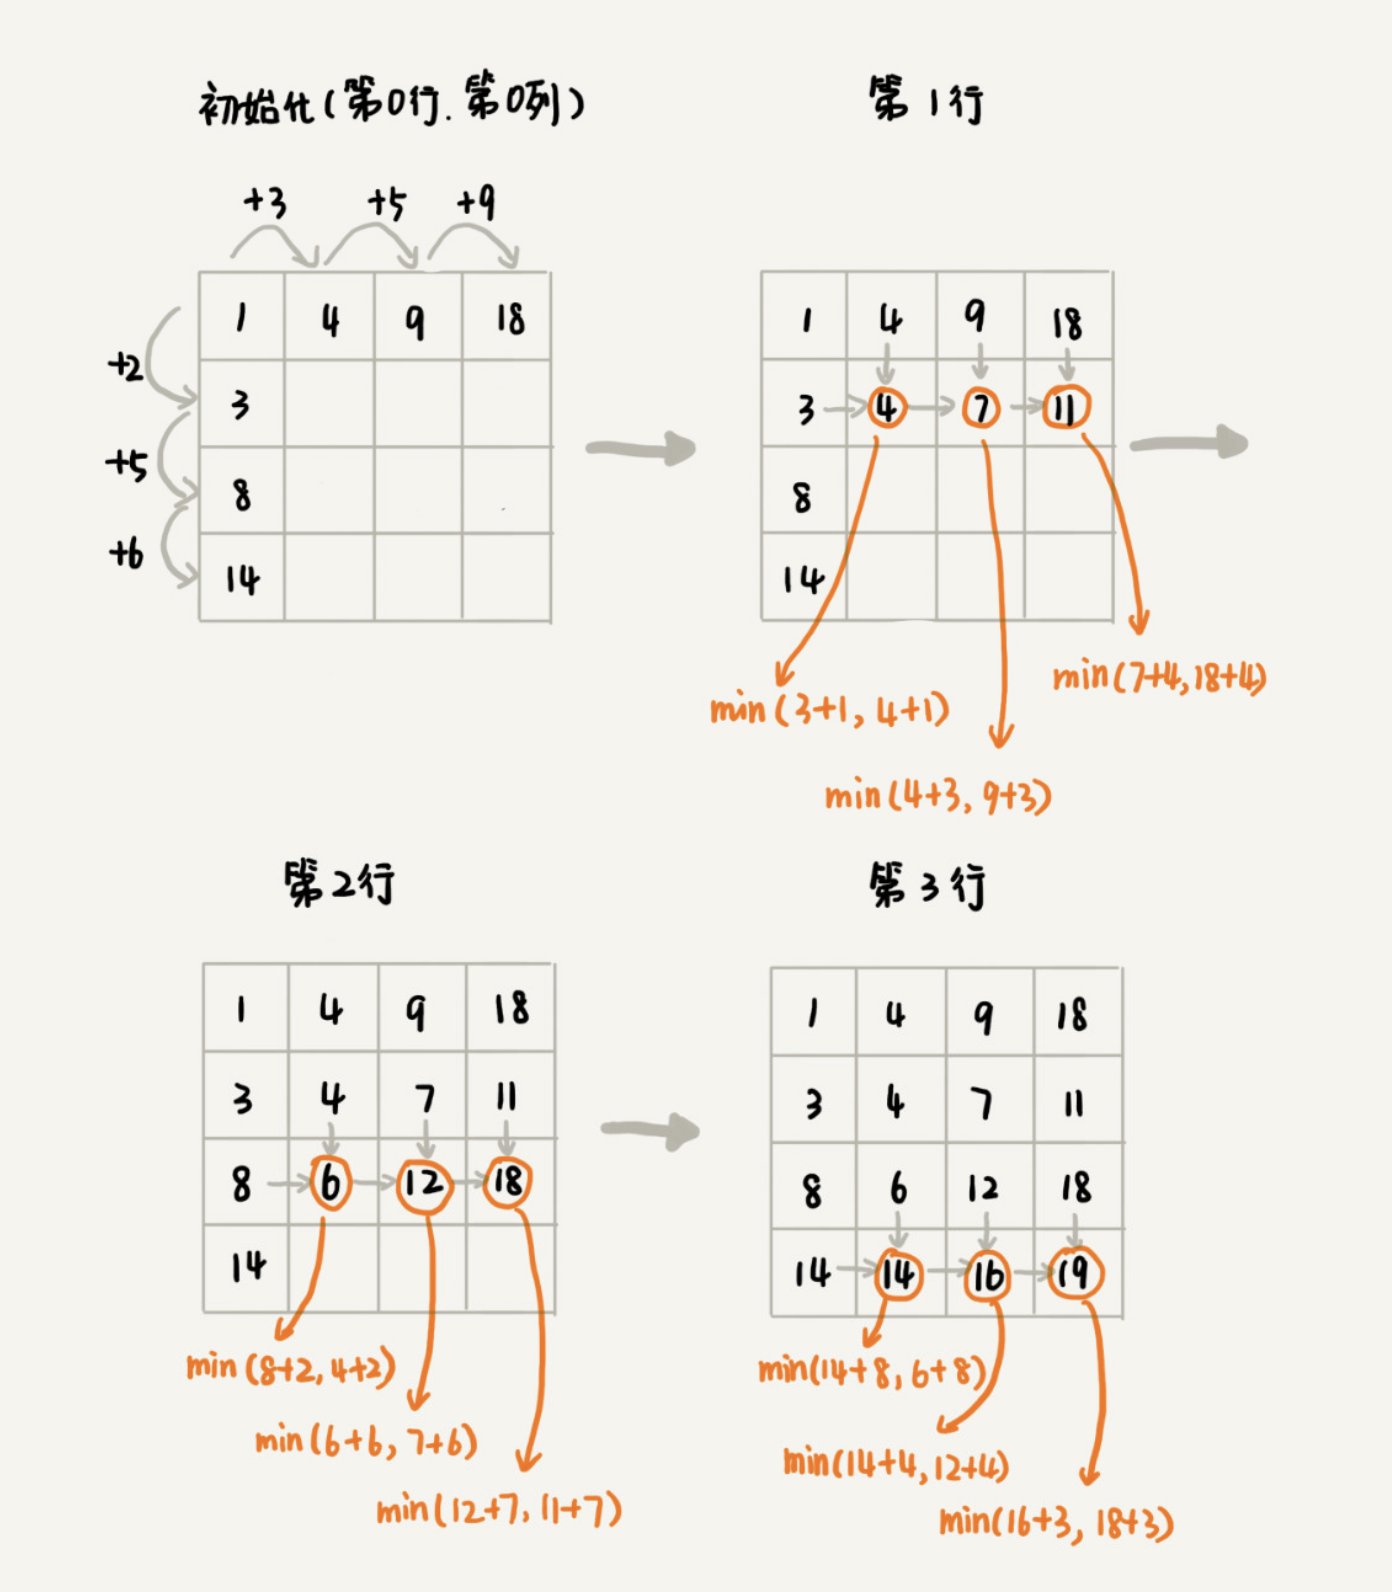 初始化(第0行.第0列)
+3 +5 +9
1 4 9 18
+2
3
+5
8
+6
14
第1行
1 4 9 18
3 4 7 11
8
14
min(7+4,18+4)
min(3+1, 4+1)
min(4+3, 9+3)
第2行
1 4 9 18
3 4 7 11
8 6 12 18
14
min(8+2,4+2)
min(6+6, 7+6)
min(12+7, 11+7)
第3行
1 4 9 18
3 4 7 11
8 6 12 18
14 14 16 19
min(14+8,6+8)
min(14+4,12+4)
min(16+3, 18+3)